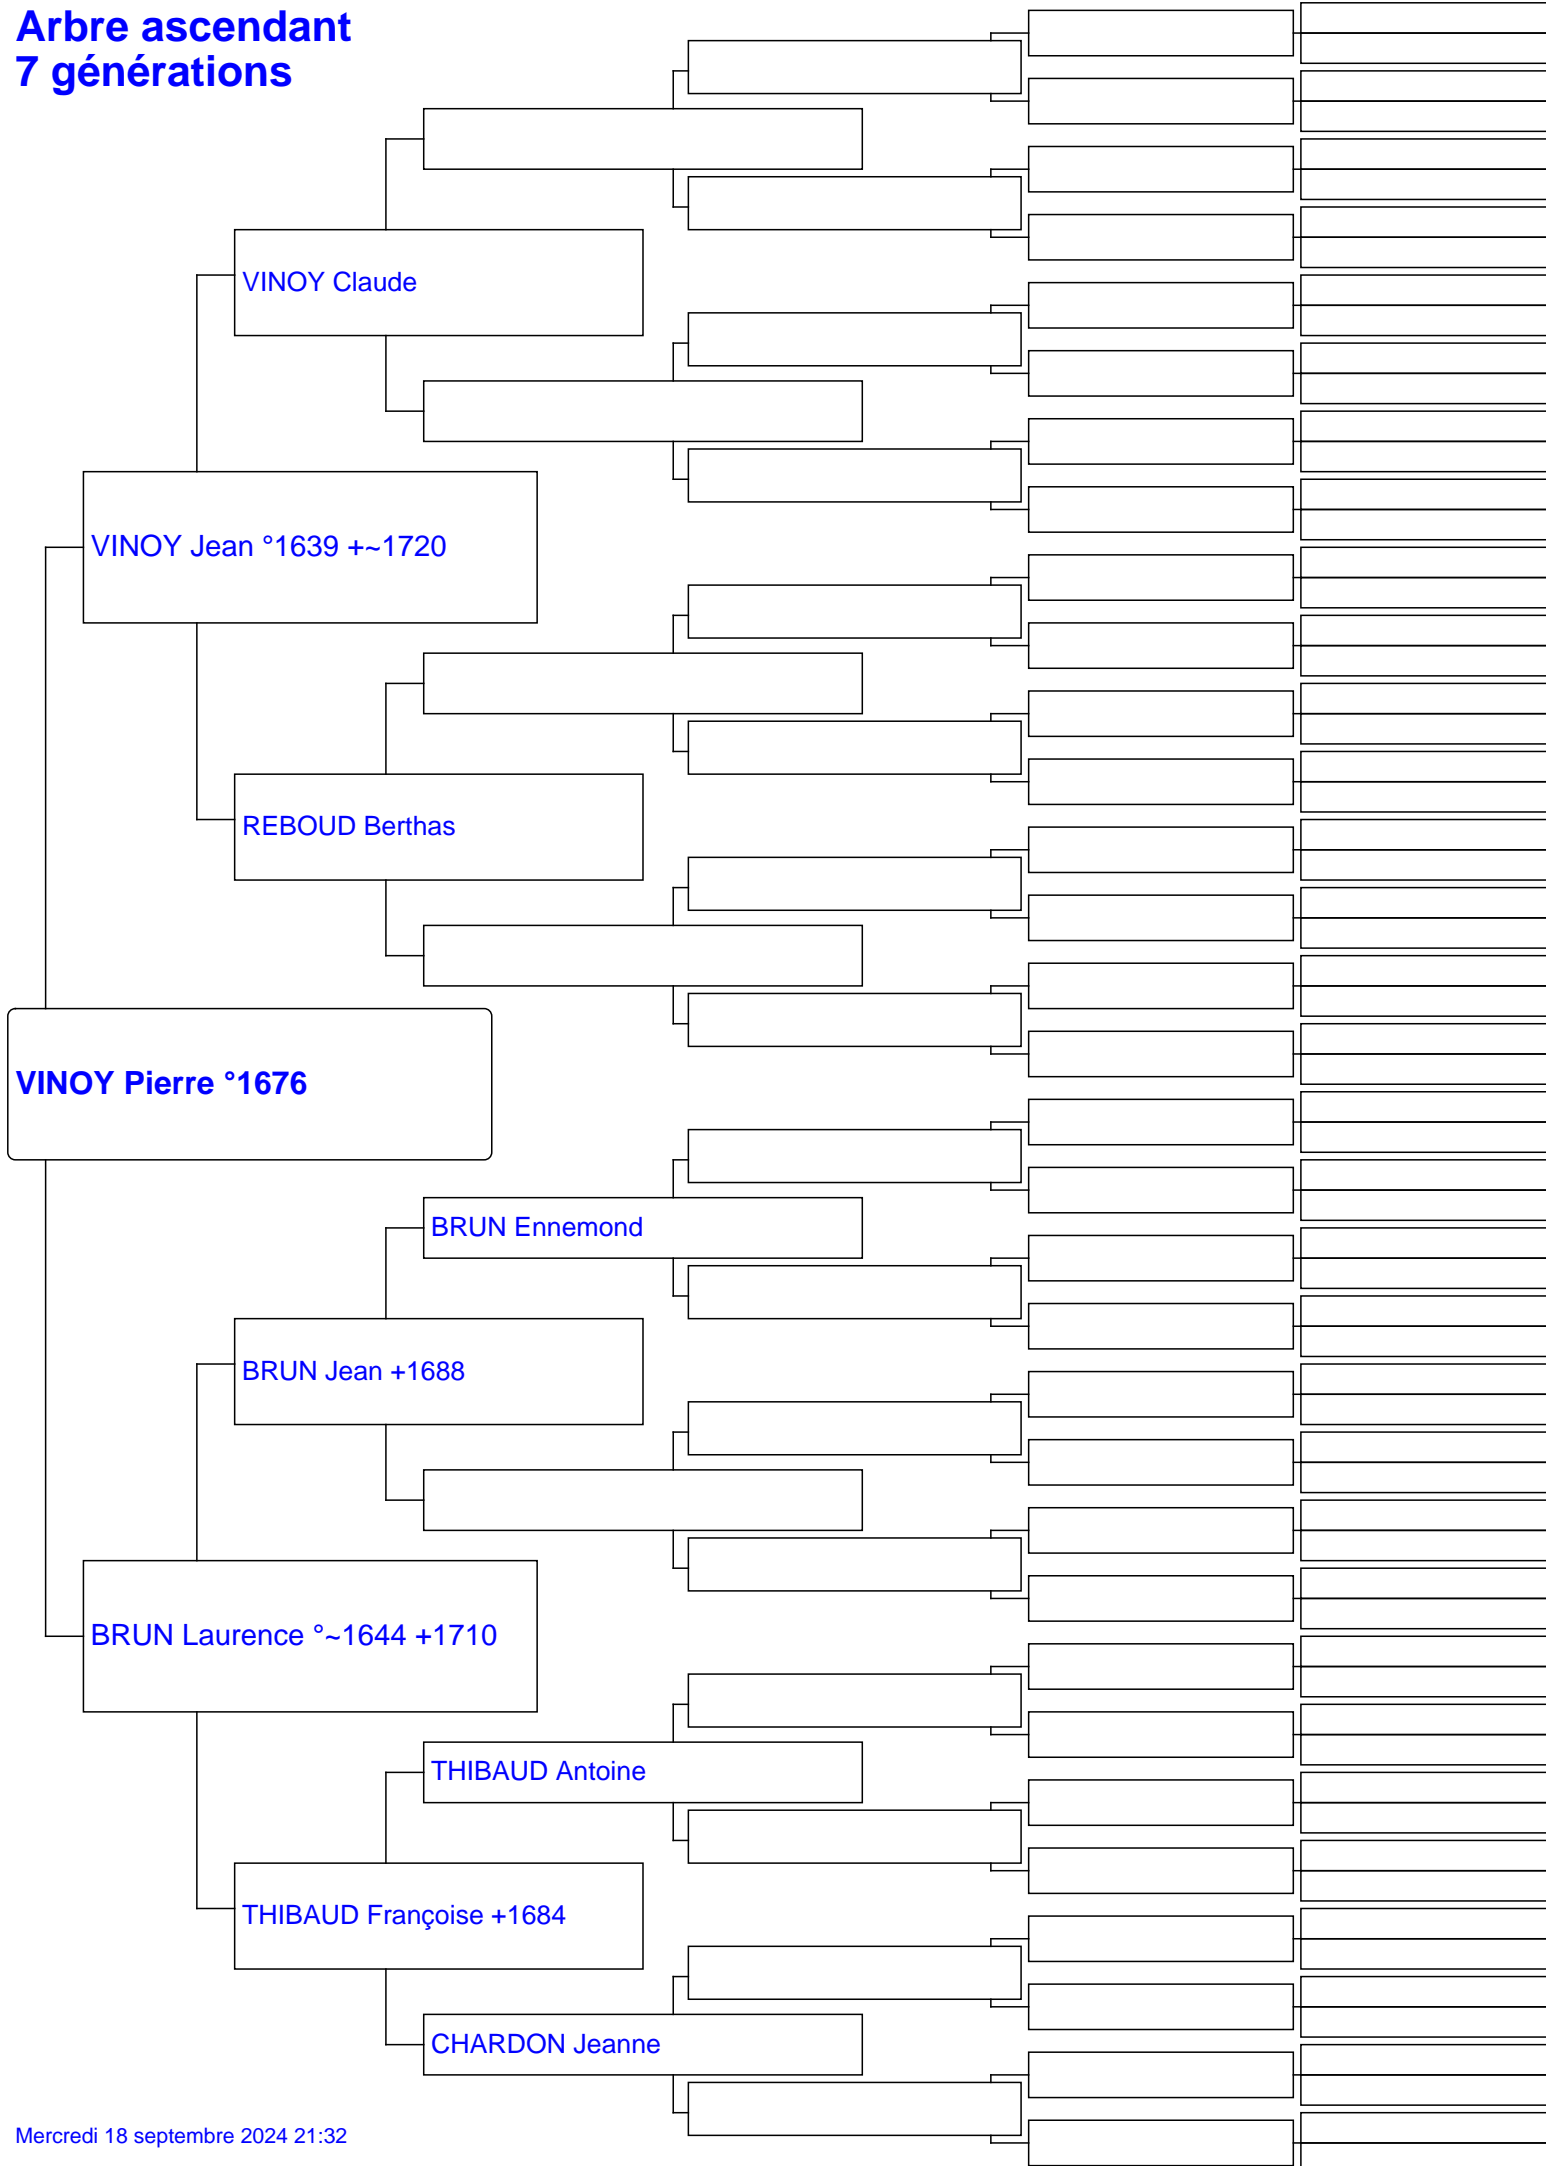 Arbre ascendant
7 générations
VINOY Claude
VINOY Jean °1639 +~1720
REBOUD Berthas
VINOY Pierre °1676
BRUN Ennemond
BRUN Jean +1688
BRUN Laurence °~1644 +1710
THIBAUD Antoine
THIBAUD Françoise +1684
CHARDON Jeanne
Mercredi 18 septembre 2024 21:32